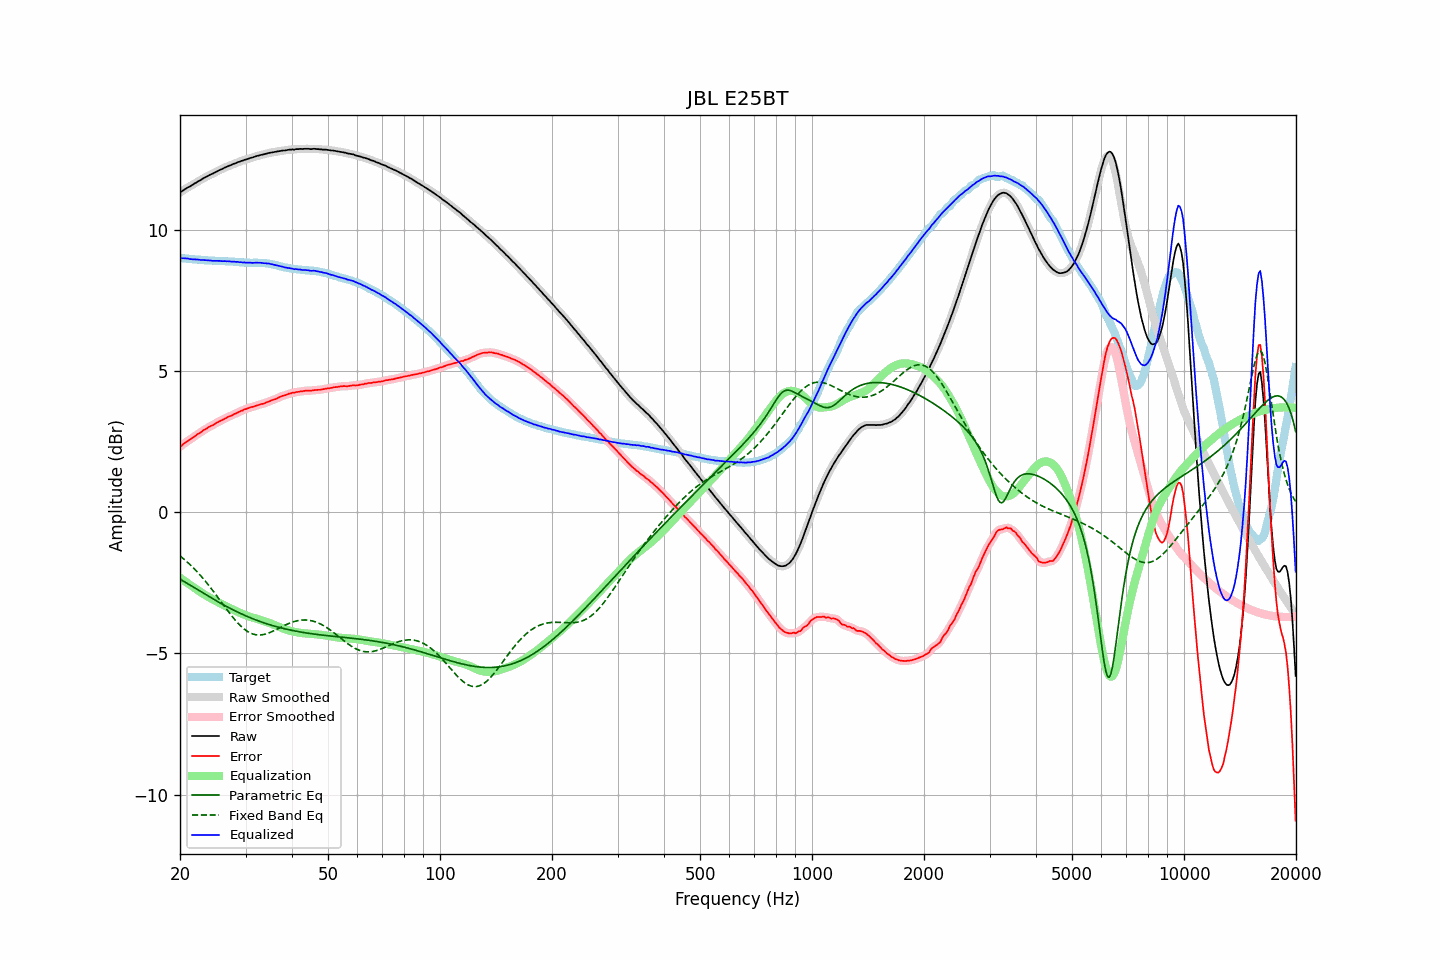 JBL E25BT
Amplitude (dBr)
10
5
0
−5
−10
Target
Raw Smoothed
Error Smoothed
Raw
Error
Equalization
Parametric Eq
Fixed Band Eq
Equalized
20 50 100 200 500 1000 2000 5000 10000 20000
Frequency (Hz)